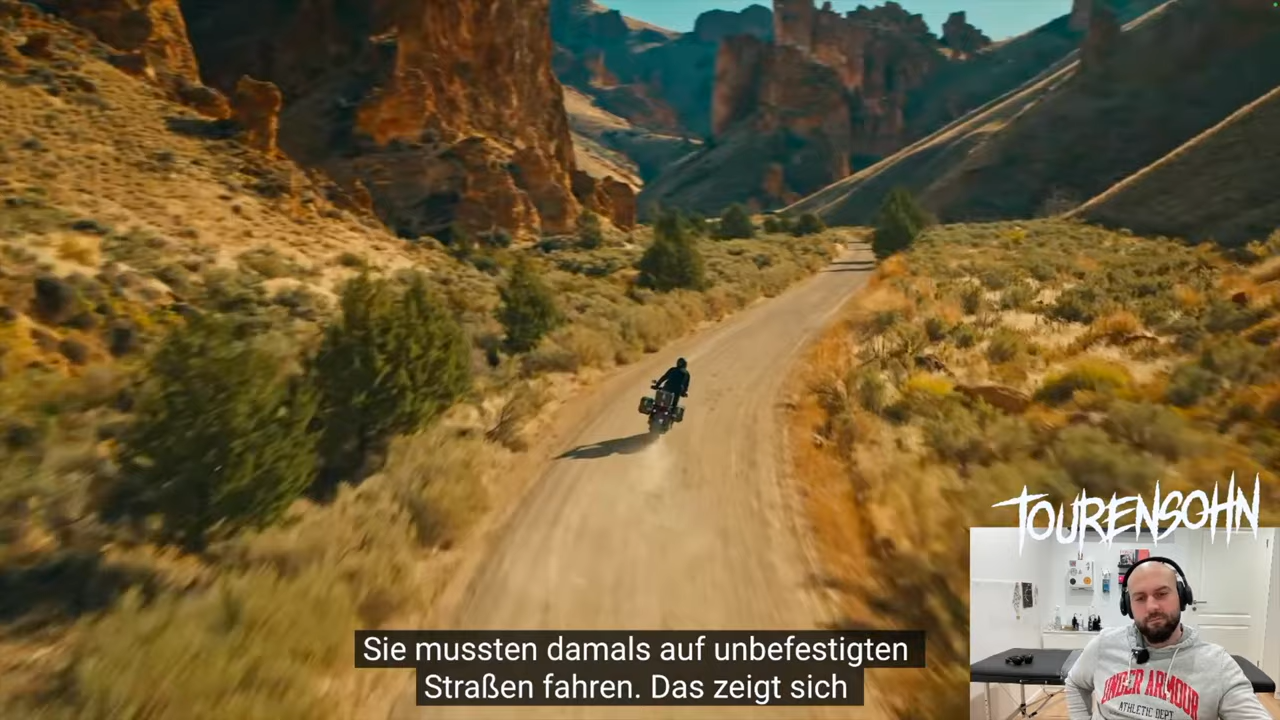 TOURENSOHN
UNDER ARMOUR
ATHLETIC DEPT.
Sie mussten damals auf unbefestigten
Straßen fahren. Das zeigt sich